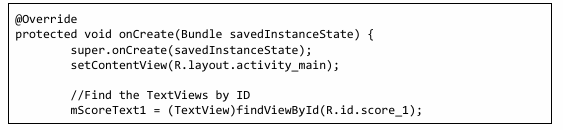 @Override
protected void onCreate(Bundle savedInstanceState) {
super.onCreate(savedInstanceState);
setContentView(R.layout.activity_main);
//Find the TextViews by ID
mScoreText1 = (TextView)findViewById(R.id.score_1);